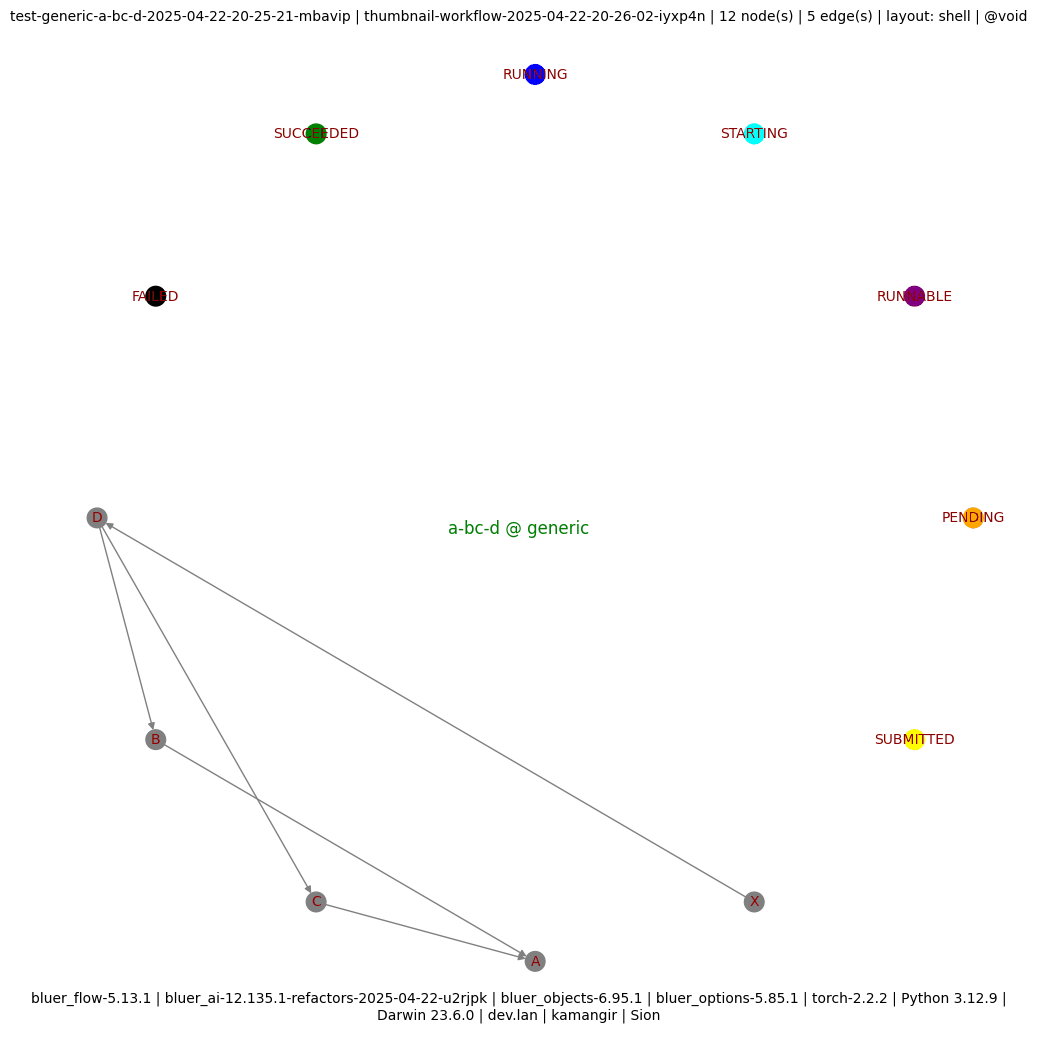 test-generic-a-bc-d-2025-04-22-20-25-21-mbavip | thumbnail-workflow-2025-04-22-20-26-02-iyxp4n | 12 node(s) | 5 edge(s) | layout: shell | @void
RUNNING
SUCCEEDED
STARTING
FAILED
RUNNABLE
D
a-bc-d @ generic
PENDING
B
SUBMITTED
C
X
A
bluer_flow-5.13.1 | bluer_ai-12.135.1-refactors-2025-04-22-u2rjpk | bluer_objects-6.95.1 | bluer_options-5.85.1 | torch-2.2.2 | Python 3.12.9 |
Darwin 23.6.0 | dev.lan | kamangir | Sion